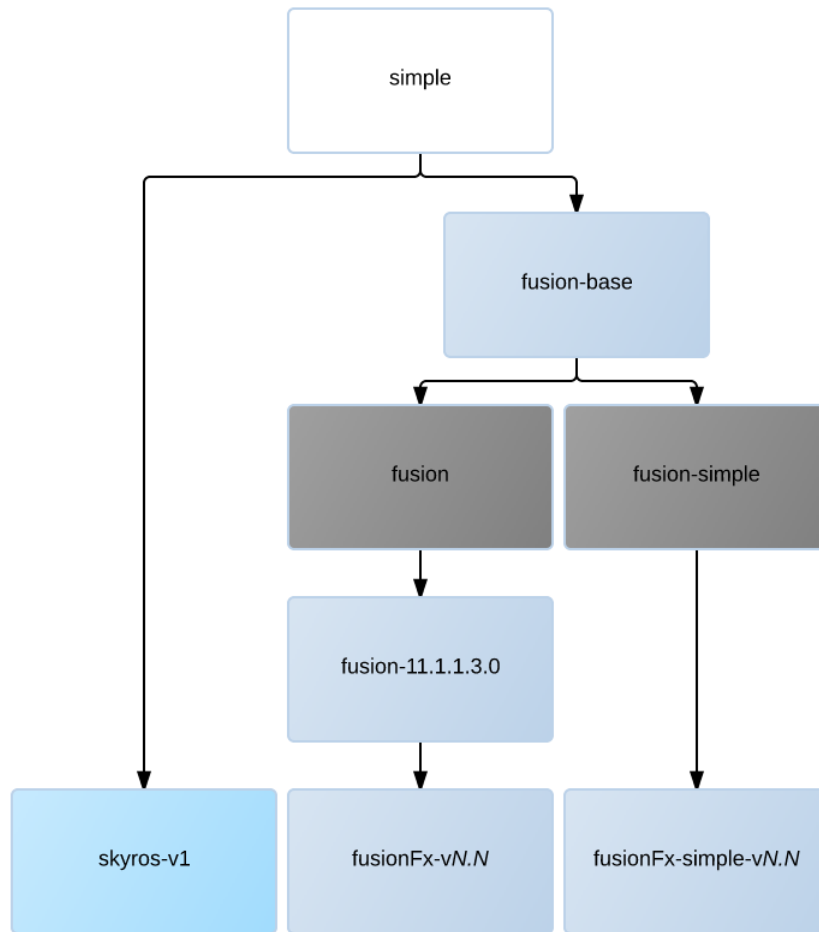 simple
fusion-base
fusion
fusion-simple
fusion-11.1.1.3.0
skyros-v1
fusionFx-vN.N
fusionFx-simple-vN.N